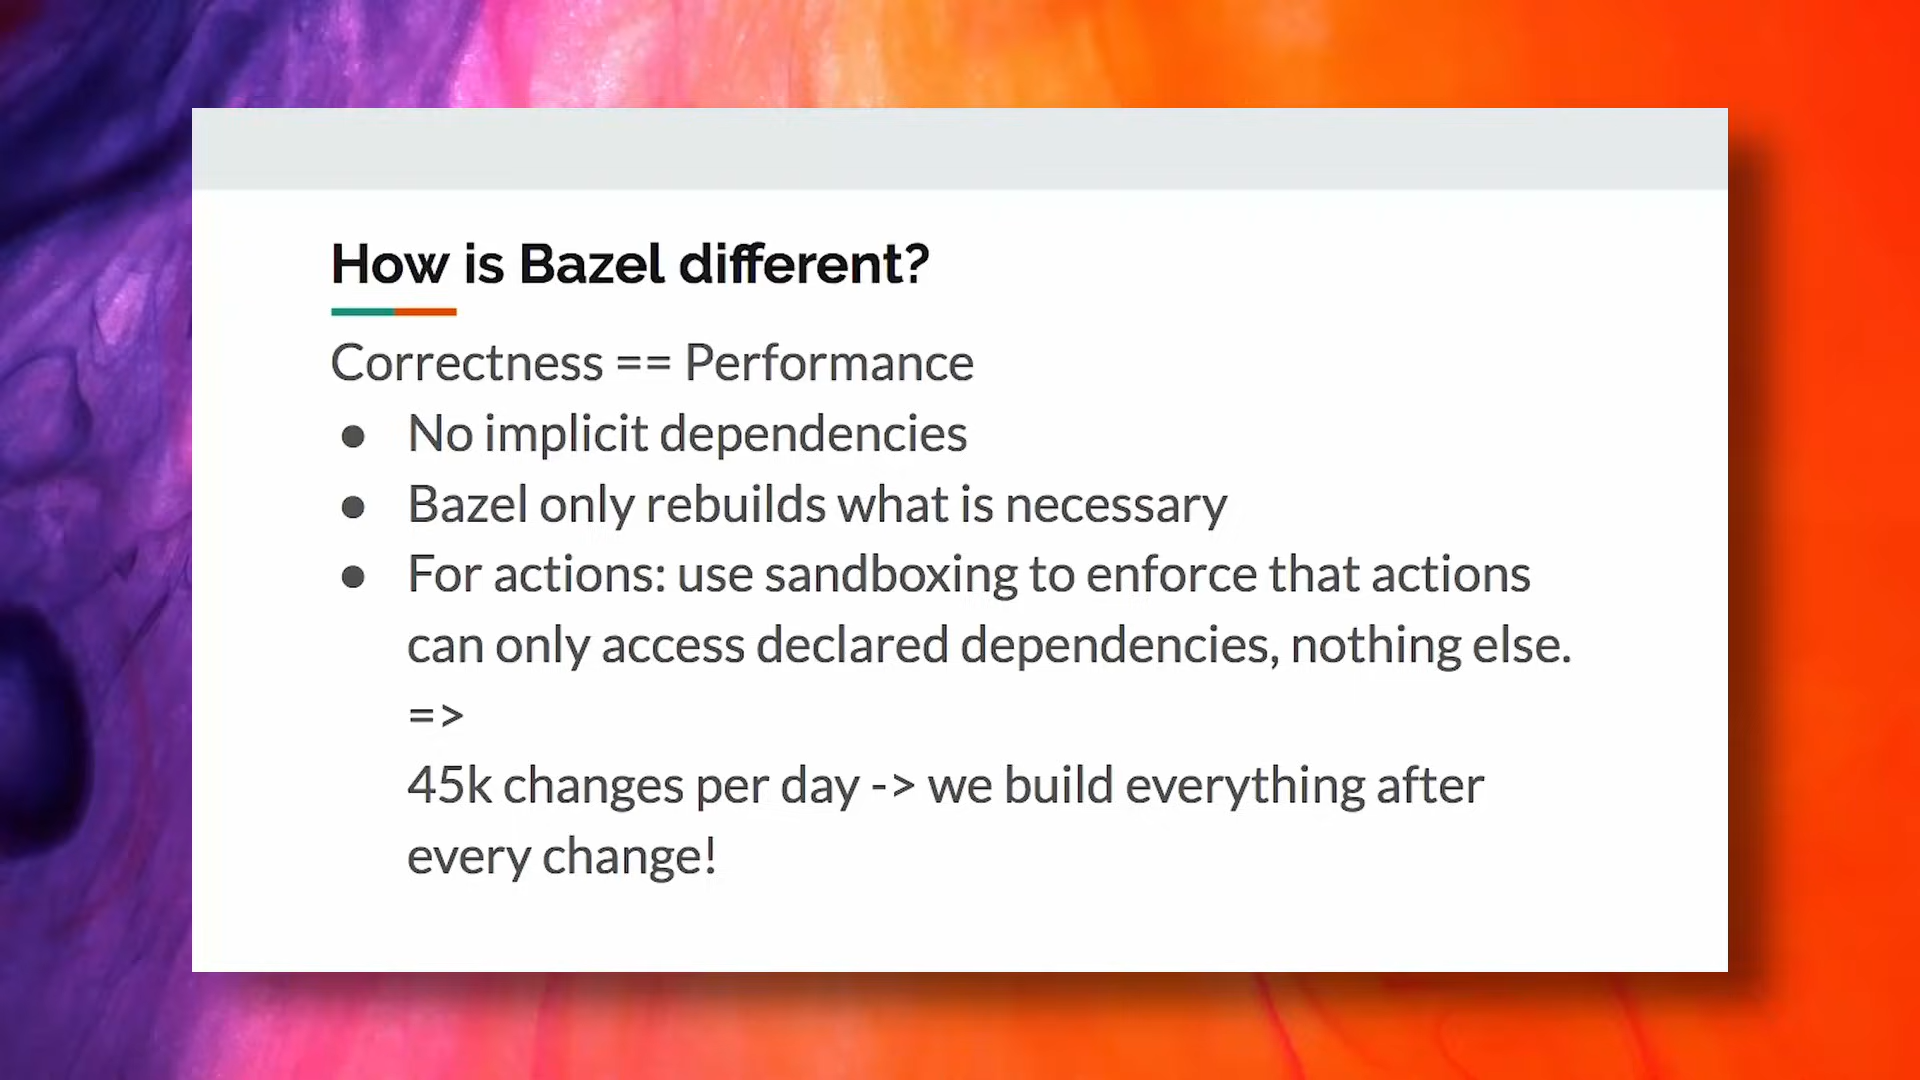 How is Bazel different?
Correctness == Performance
● No implicit dependencies
● Bazel only rebuilds what is necessary
● For actions: use sandboxing to enforce that actions
can only access declared dependencies, nothing else.
=>
45k changes per day -> we build everything after
every change!